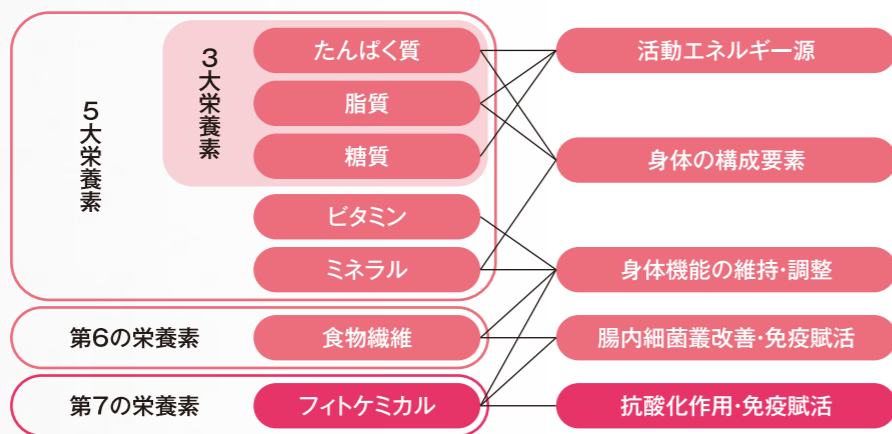 5大栄養素
3大栄養素
たんぱく質
脂質
糖質
ビタミン
ミネラル
第6の栄養素
食物繊維
第7の栄養素
フィトケミカル
活動エネルギー源
身体の構成要素
身体機能の維持・調整
腸内細菌叢改善・免疫賦活
抗酸化作用・免疫賦活